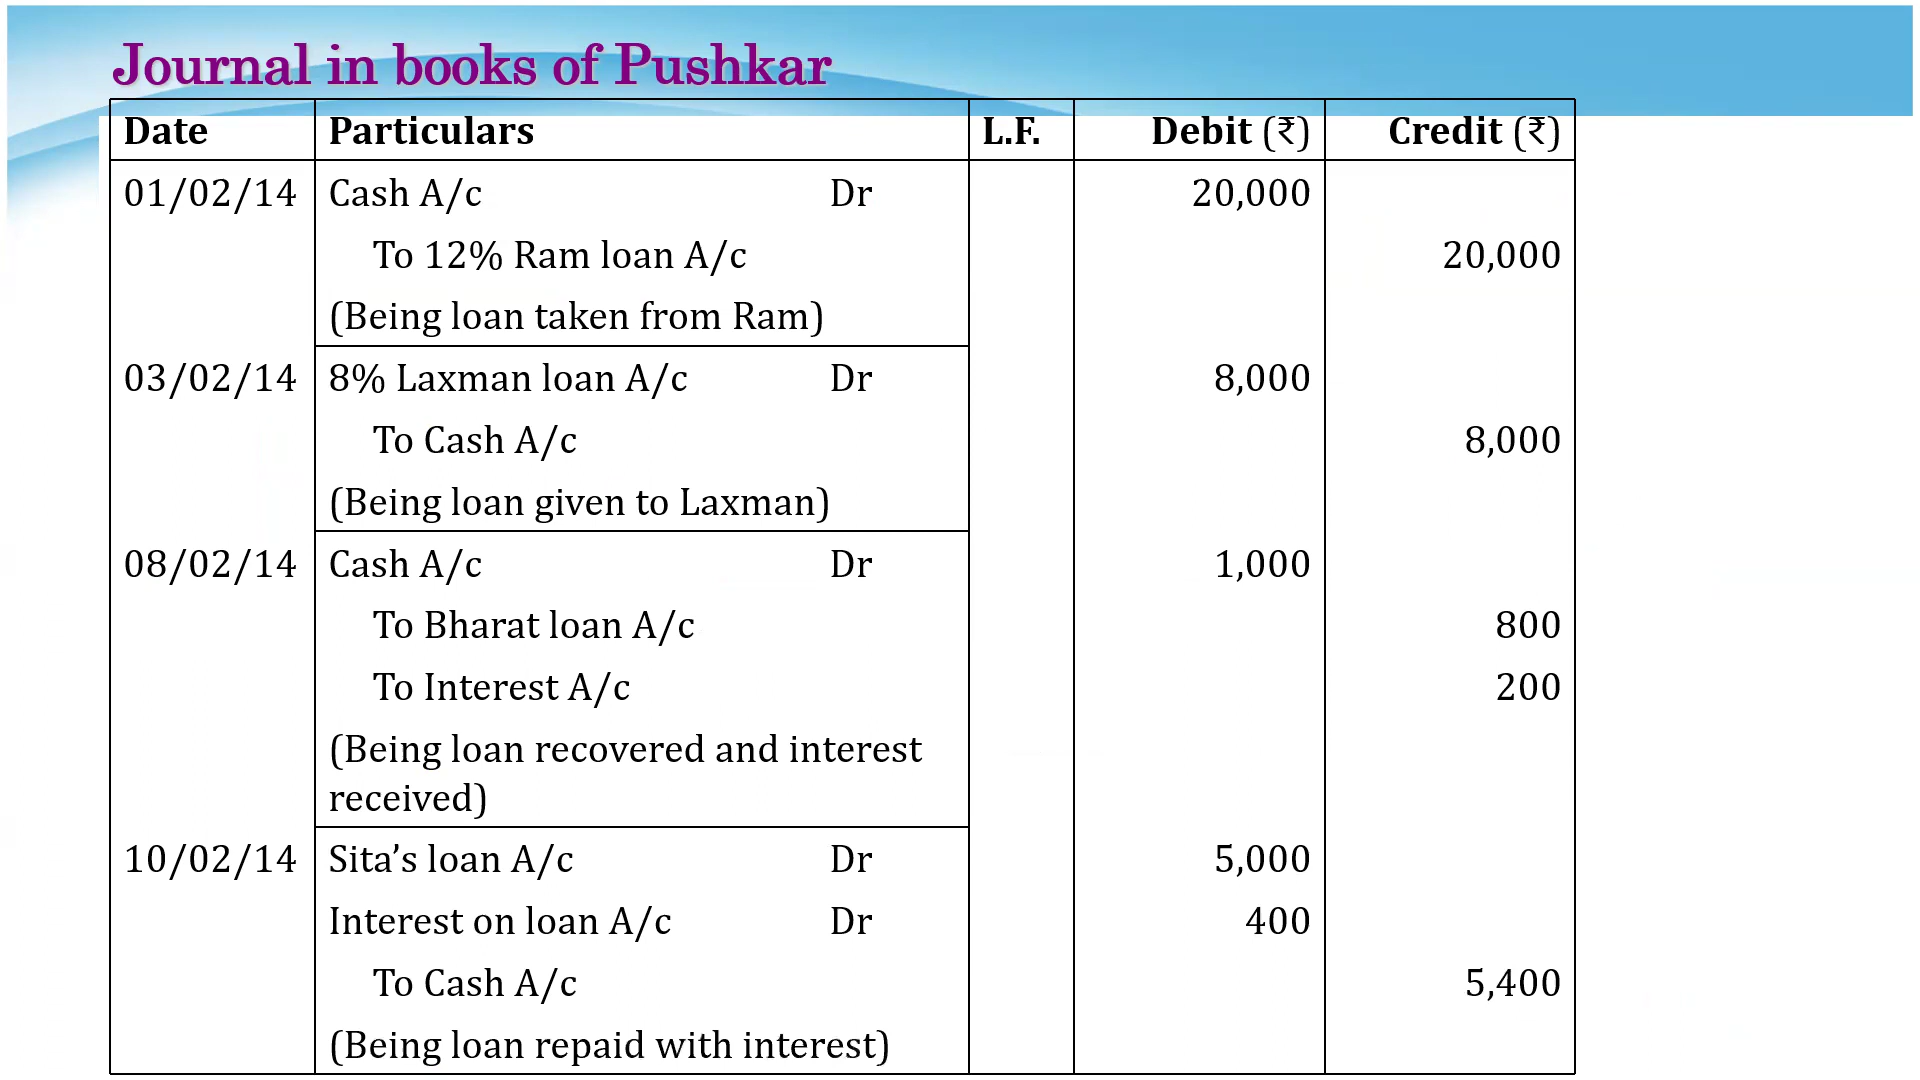 Journal in books of Pushkar
Date Particulars L.F. Debit (₹) Credit (₹)
01/02/14 Cash A/c Dr 20,000
To 12% Ram loan A/c 20,000
(Being loan taken from Ram)
03/02/14 8% Laxman loan A/c Dr 8,000
To Cash A/c 8,000
(Being loan given to Laxman)
08/02/14 Cash A/c Dr 1,000
To Bharat loan A/c 800
To Interest A/c 200
(Being loan recovered and interest
received)
10/02/14 Sita’s loan A/c Dr 5,000
Interest on loan A/c Dr 400
To Cash A/c 5,400
(Being loan repaid with interest)